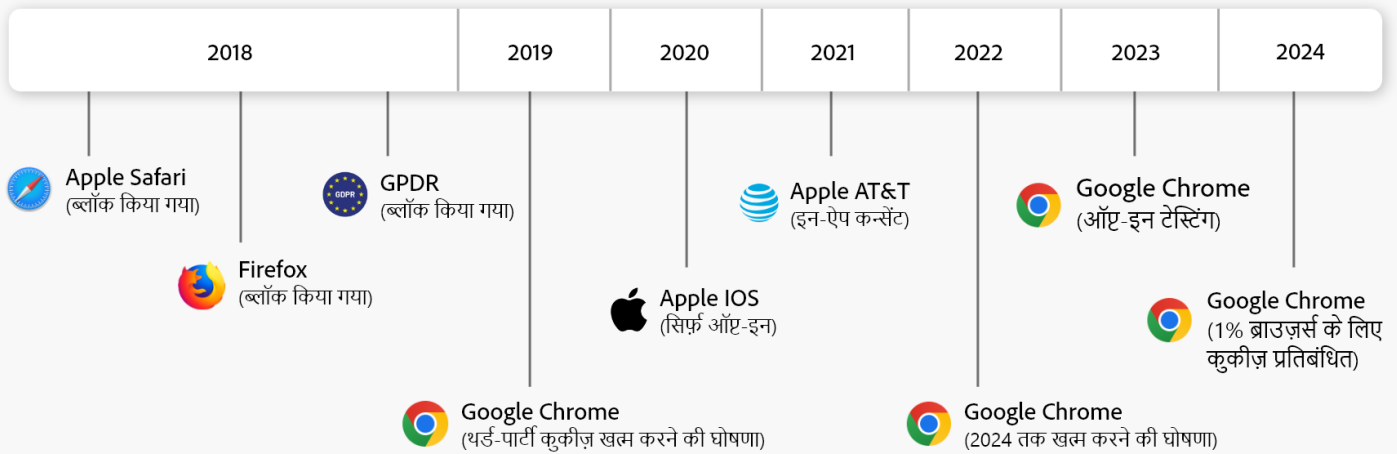 2018
2019
2020
2021
2022
2023
2024
Apple Safari
(ब्लॉक किया गया)
Firefox
(ब्लॉक किया गया)
GDPR
GPDR
(ब्लॉक किया गया)
Google Chrome
(थर्ड-पार्टी कुकीज़ खत्म करने की घोषणा)
Apple IOS
(सिर्फ़ ऑप्ट-इन)
Apple AT&T
(इन-ऐप कन्सेंट)
Google Chrome
(2024 तक खत्म करने की घोषणा)
Google Chrome
(ऑप्ट-इन टेस्टिंग)
Google Chrome
(1% ब्राउज़र्स के लिए
कुकीज़ प्रतिबंधित)